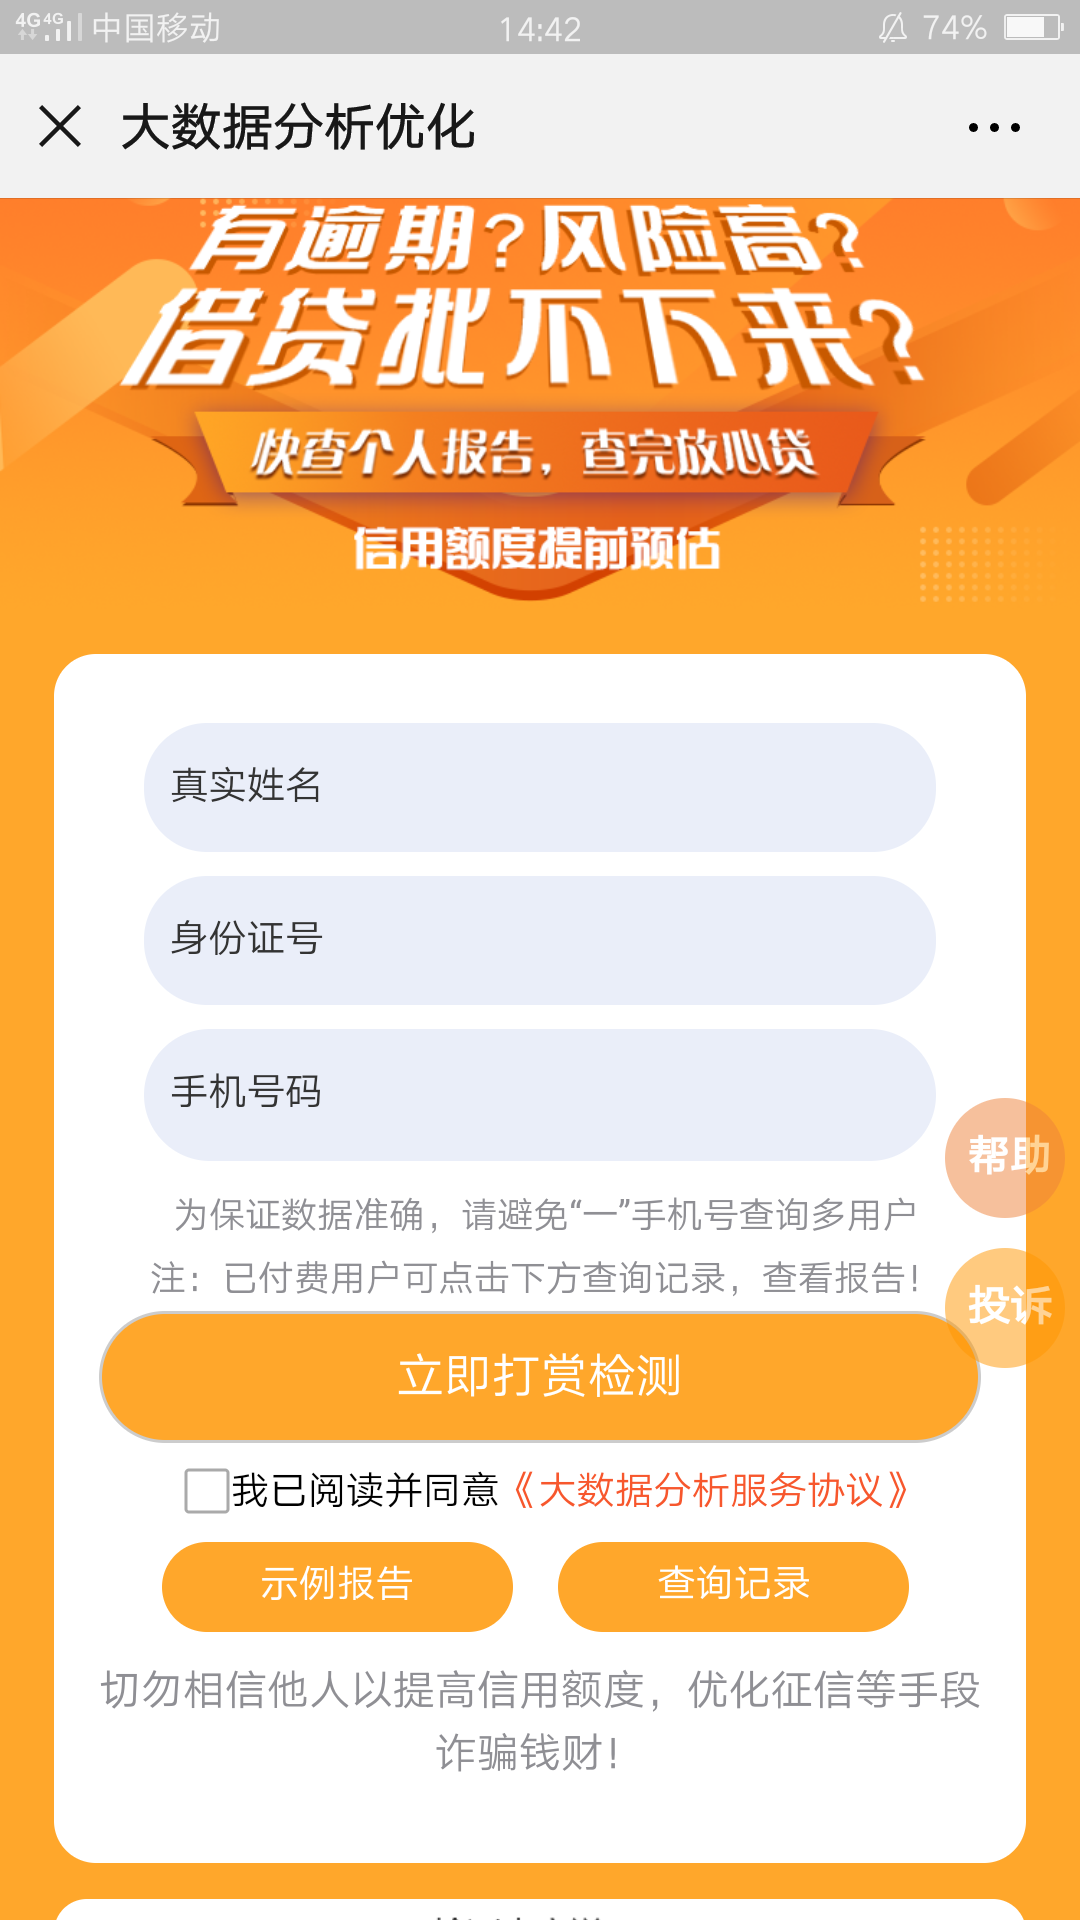 4G 4G 中国移动 14:42 74%
大数据分析优化
有逾期?风险高?
借贷批不下来?
快查个人报告，查完放心贷
信用额度提前预估
真实姓名
身份证号
手机号码
帮助
为保证数据准确，请避免“一”手机号查询多用户
注：已付费用户可点击下方查询记录，查看报告!
投诉
立即打赏检测
我已阅读并同意《大数据分析服务协议》
示例报告 查询记录
切勿相信他人以提高信用额度，优化征信等手段
诈骗钱财!